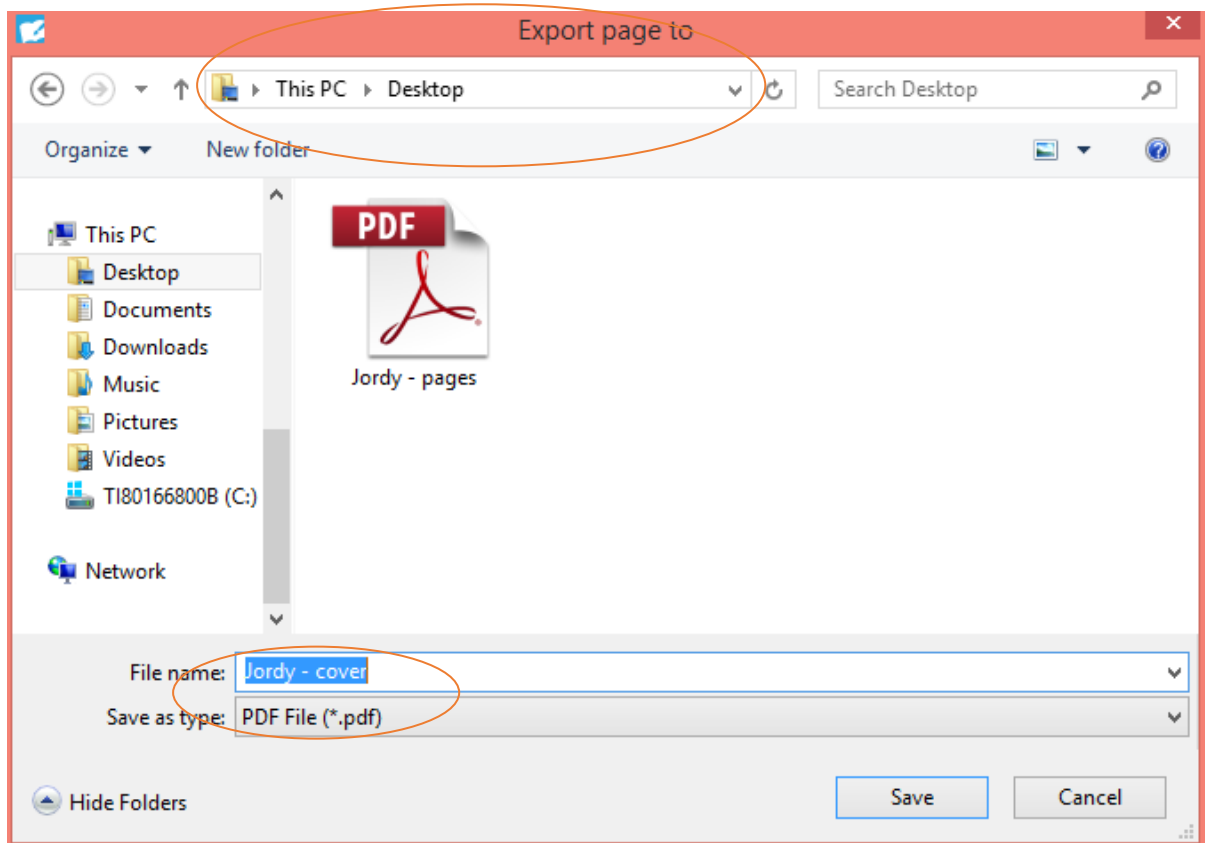 Export page to
This PC Desktop
Search Desktop
Organize New folder
This PC
Desktop
Documents
Downloads
Music
Pictures
Videos
TI80166800B (C:)
Network
PDF
Jordy - pages
File name: Jordy - cover
Save as type: PDF File (*.pdf)
Hide Folders
Save Cancel